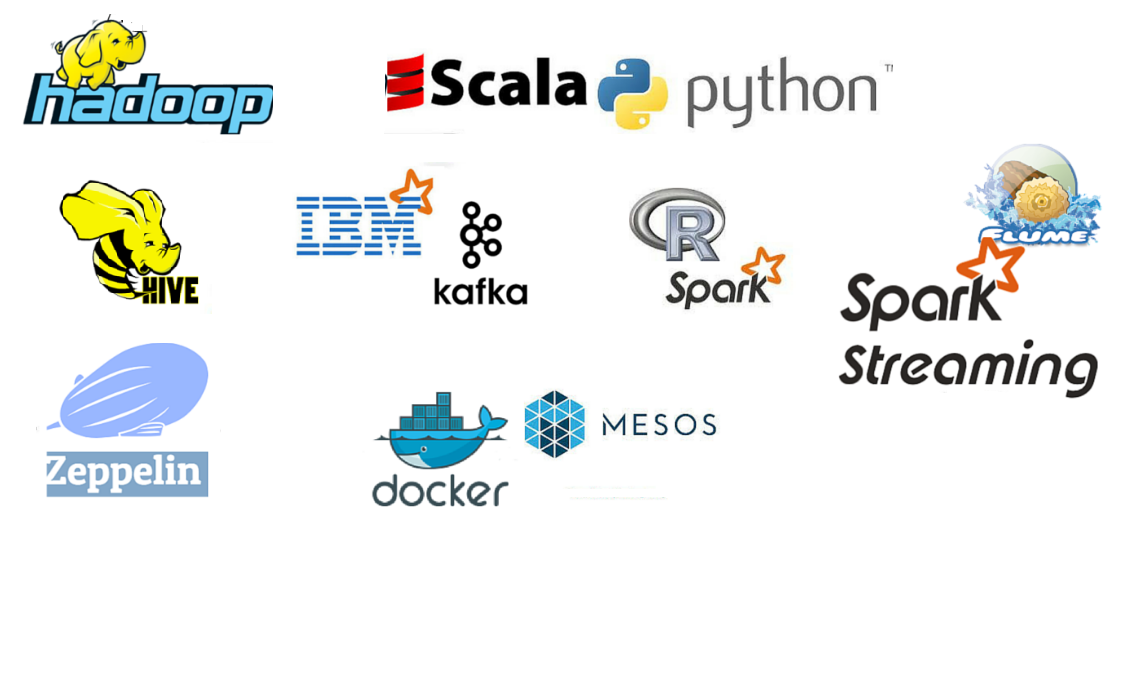 hadoop
Scala
python
TM
HIVE
IBM
kafka
R
Spark
FLUME
Spark
Streaming
Zeppelin
docker
MESOS